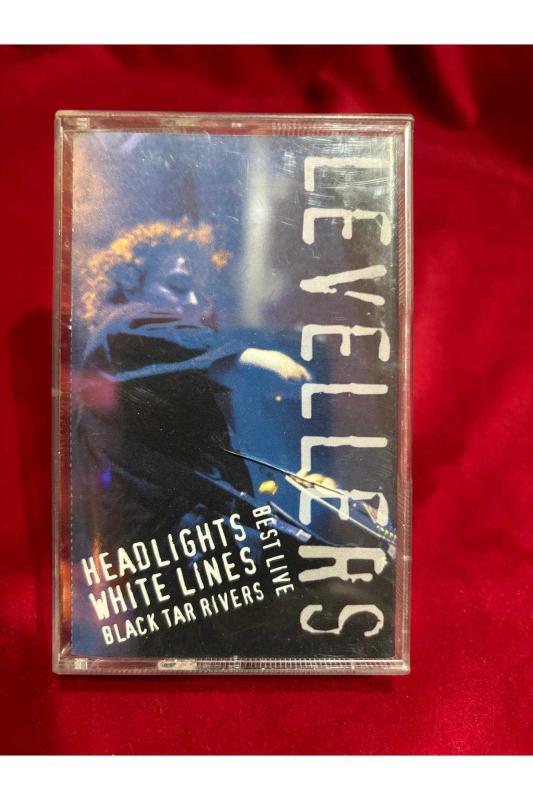 LEVELLERS
HEADLIGHTS
WHITE LINES
BLACK TAR RIVERS
BEST LIVE